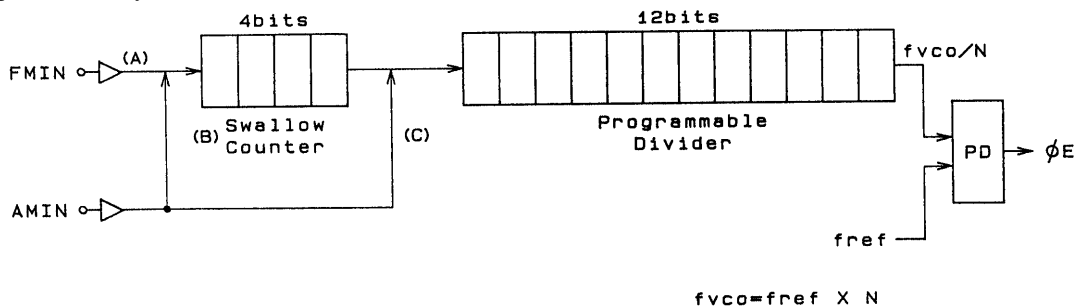 4bits
12bits
FMIN
(A)
fvco/N
(B) Swallow
Counter
(C)
Programmable
Divider
PD
φE
AMIN
fref
fvco=fref X N